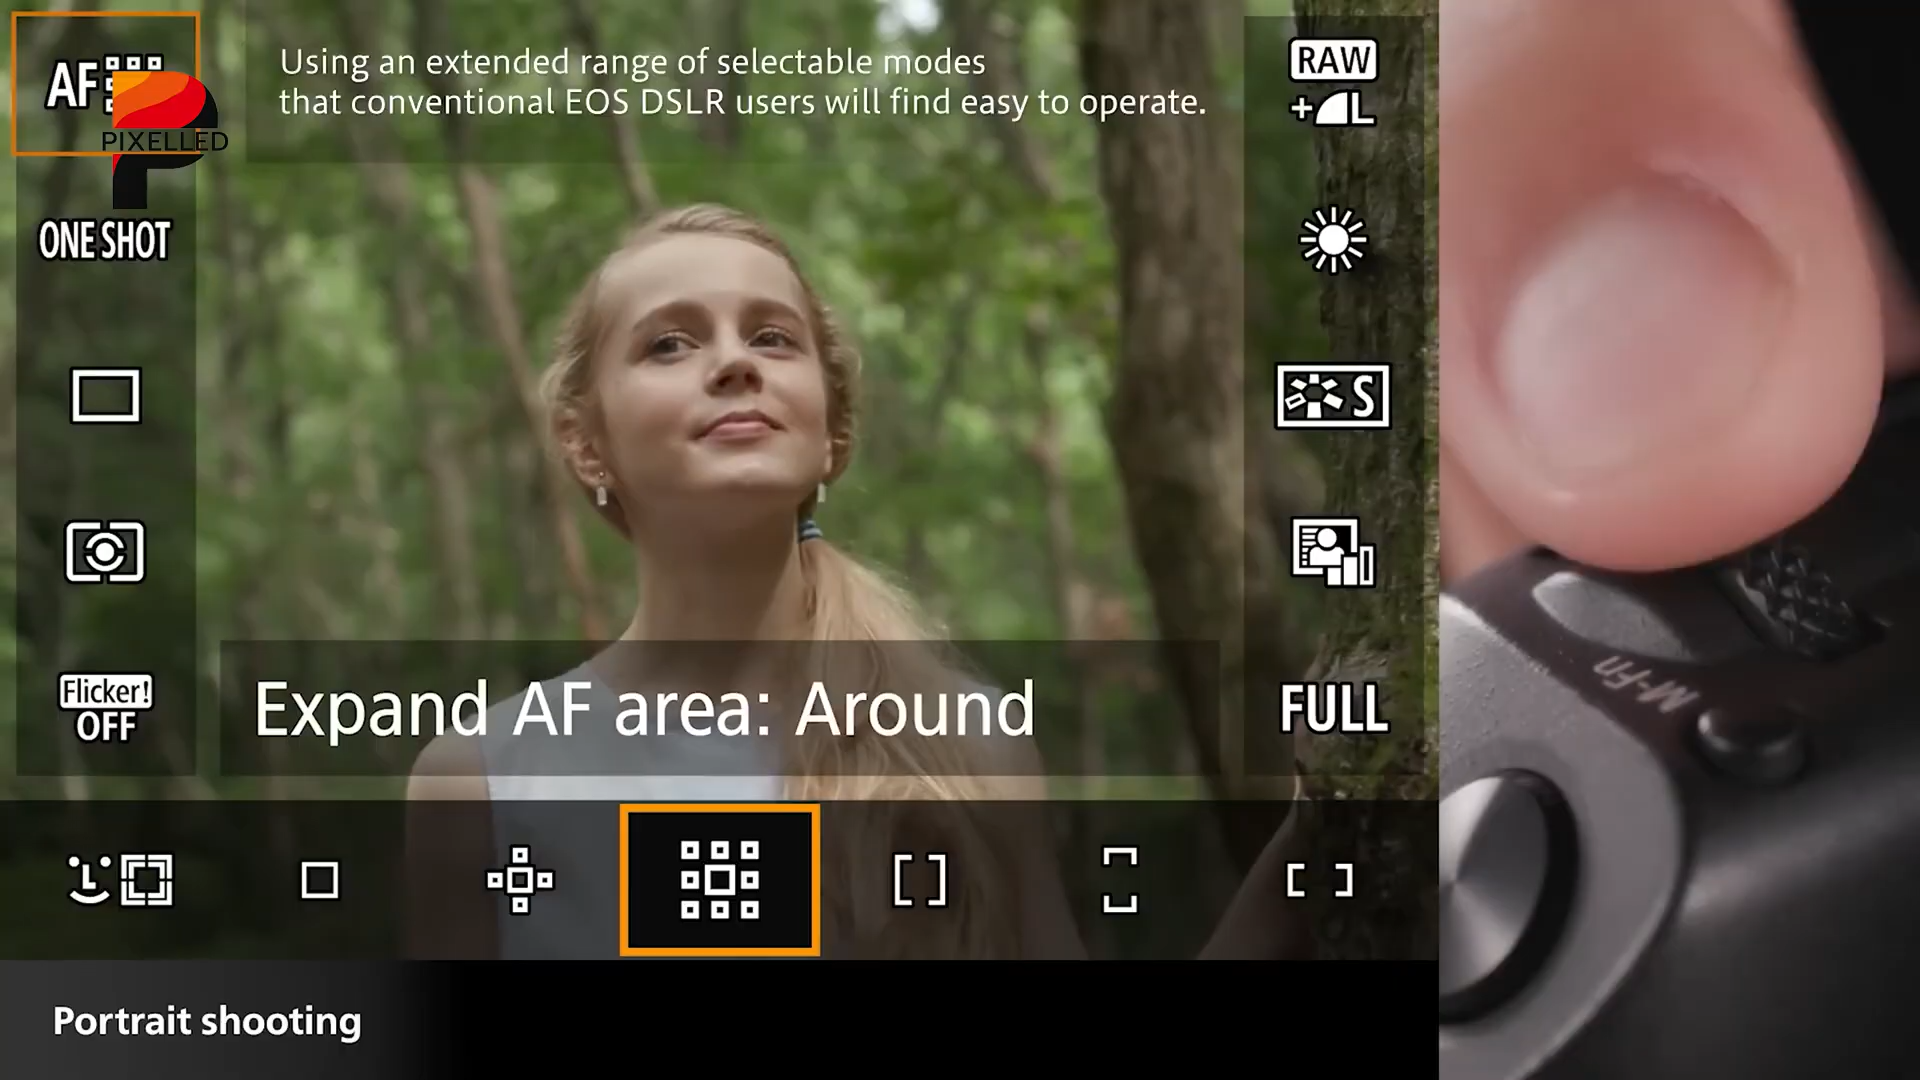 AF
PIXELLED
Using an extended range of selectable modes
that conventional EOS DSLR users will find easy to operate.
RAW
+L
ONE SHOT
S
Flicker!
OFF
Expand AF area: Around
FULL
M-Fn
Portrait shooting